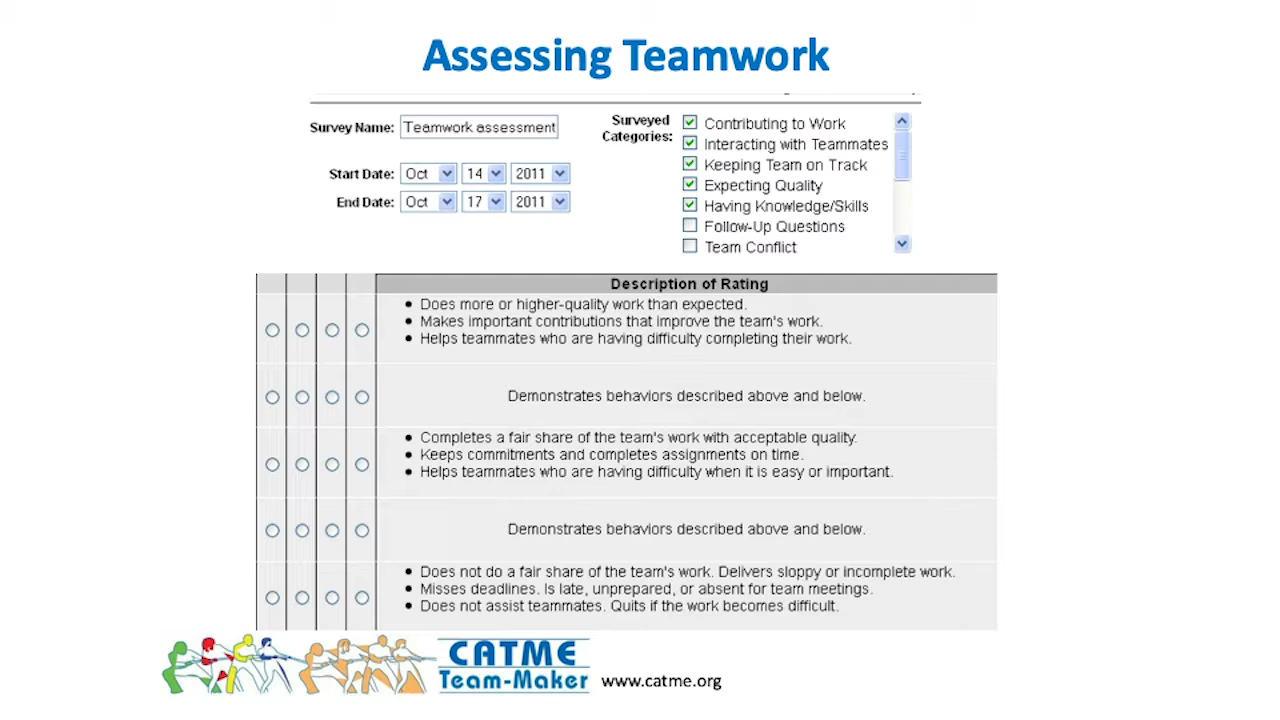 Assessing Teamwork
Survey Name: Teamwork assessment
Start Date: Oct 14 2011
End Date: Oct 17 2011
Surveyed Categories:
Contributing to Work
Interacting with Teammates
Keeping Team on Track
Expecting Quality
Having Knowledge/Skills
Follow-Up Questions
Team Conflict
Description of Rating
• Does more or higher-quality work than expected.
• Makes important contributions that improve the team's work.
• Helps teammates who are having difficulty completing their work.
Demonstrates behaviors described above and below.
• Completes a fair share of the team's work with acceptable quality.
• Keeps commitments and completes assignments on time.
• Helps teammates who are having difficulty when it is easy or important.
Demonstrates behaviors described above and below.
• Does not do a fair share of the team's work. Delivers sloppy or incomplete work.
• Misses deadlines. Is late, unprepared, or absent for team meetings.
• Does not assist teammates. Quits if the work becomes difficult.
CATME
Team-Maker
www.catme.org